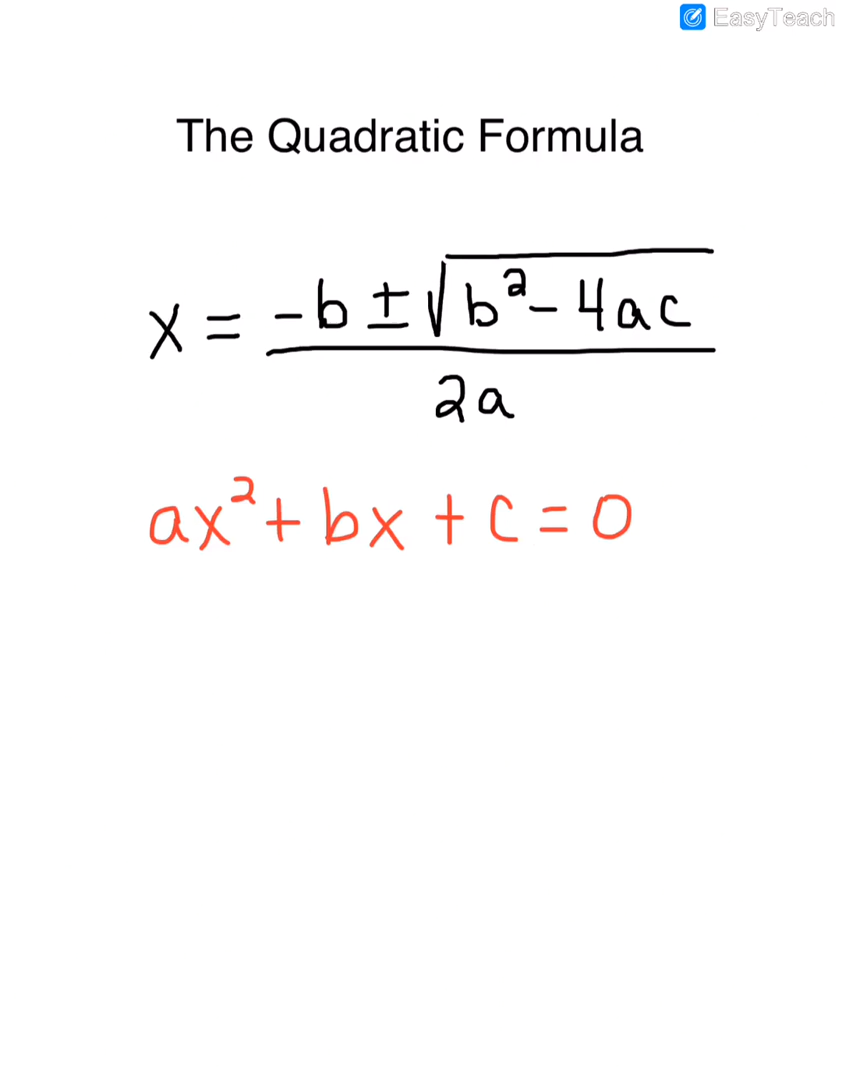 EasyTeach
The Quadratic Formula
x = -b ± √b² - 4ac
2a
ax² + bx + c = 0